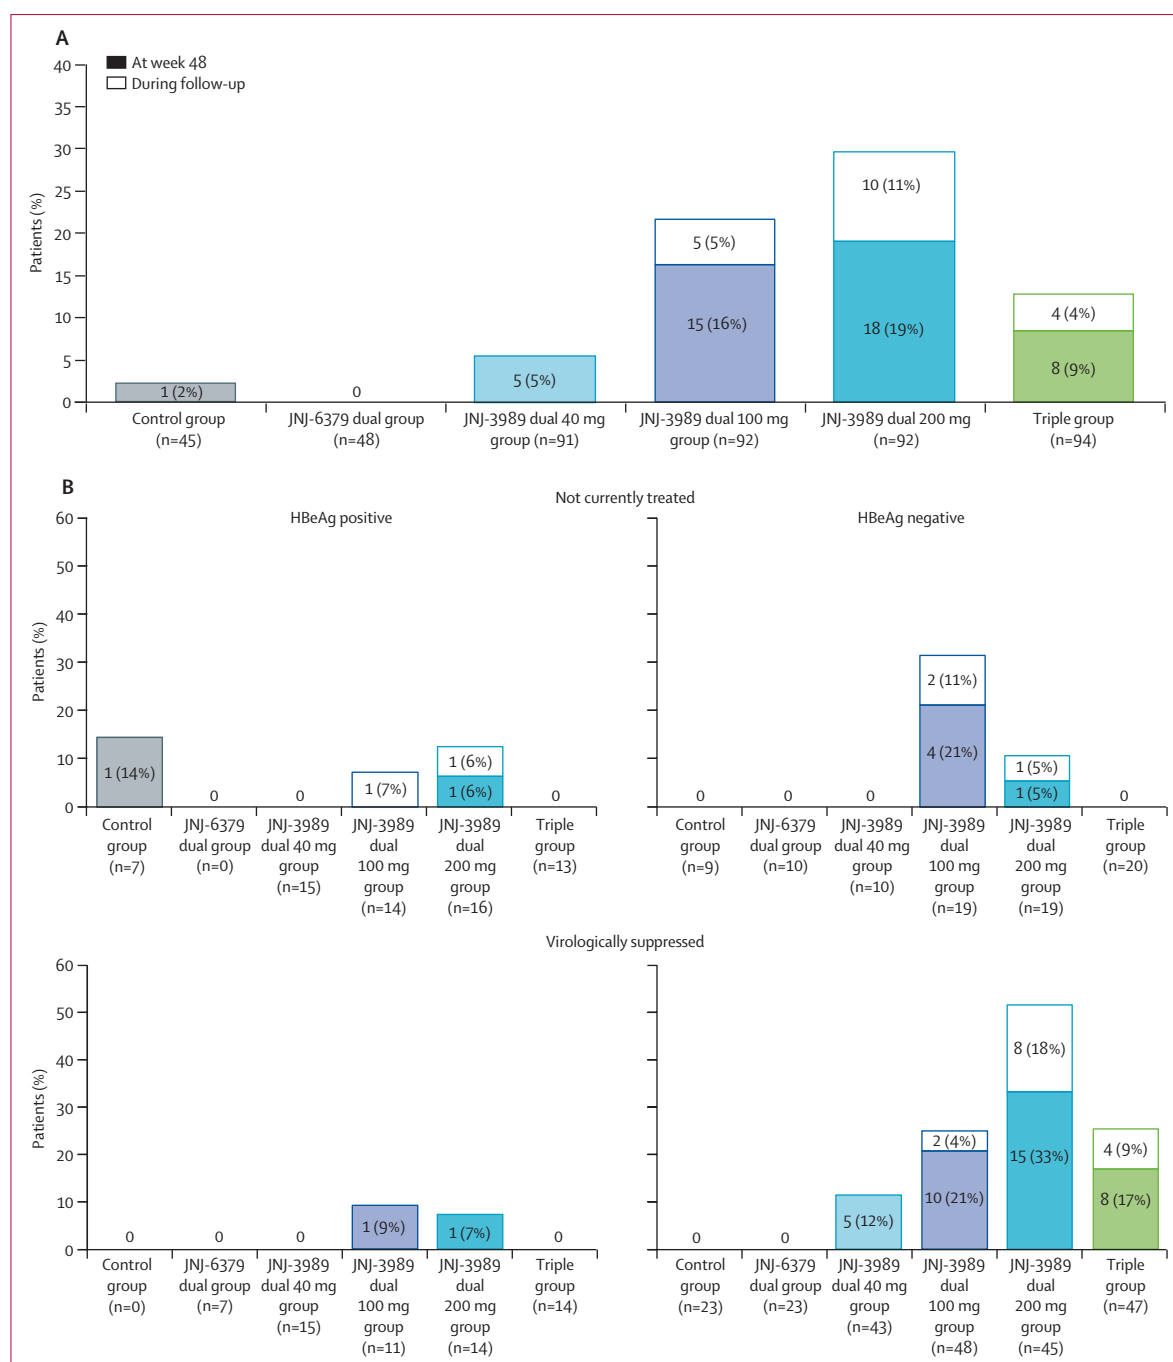 A
At week 48
During follow-up
Patients (%)
40
35
30
25
20
15
10
5
0
1 (2%)
0
5 (5%)
5 (5%)
15 (16%)
10 (11%)
18 (19%)
4 (4%)
8 (9%)
Control group
(n=45)
JNJ-6379 dual group
(n=48)
JNJ-3989 dual 40 mg
group (n=91)
JNJ-3989 dual 100 mg
group (n=92)
JNJ-3989 dual 200 mg
(n=92)
Triple group
(n=94)
B
Not currently treated
HBeAg positive
Patients (%)
60
50
40
30
20
10
0
1 (14%)
0
0
1 (7%)
1 (6%)
1 (6%)
0
Control
group
(n=7)
JNJ-6379
dual group
(n=0)
JNJ-3989
dual 40 mg
group
(n=15)
JNJ-3989
dual
100 mg
group
(n=14)
JNJ-3989
dual
200 mg
group
(n=16)
Triple
group
(n=13)
HBeAg negative
0
0
0
2 (11%)
4 (21%)
1 (5%)
1 (5%)
0
Control
group
(n=9)
JNJ-6379
dual group
(n=10)
JNJ-3989
dual 40 mg
group
(n=10)
JNJ-3989
dual
100 mg
group
(n=19)
JNJ-3989
dual
200 mg
group
(n=19)
Triple
group
(n=20)
Virologically suppressed
Patients (%)
60
50
40
30
20
10
0
0
0
0
1 (9%)
1 (7%)
0
Control
group
(n=0)
JNJ-6379
dual group
(n=7)
JNJ-3989
dual 40 mg
group
(n=15)
JNJ-3989
dual
100 mg
group
(n=11)
JNJ-3989
dual
200 mg
group
(n=14)
Triple
group
(n=14)
0
0
5 (12%)
2 (4%)
10 (21%)
8 (18%)
15 (33%)
4 (9%)
8 (17%)
Control
group
(n=23)
JNJ-6379
dual group
(n=23)
JNJ-3989
dual 40 mg
group
(n=43)
JNJ-3989
dual
100 mg
group
(n=48)
JNJ-3989
dual
200 mg
group
(n=45)
Triple
group
(n=47)